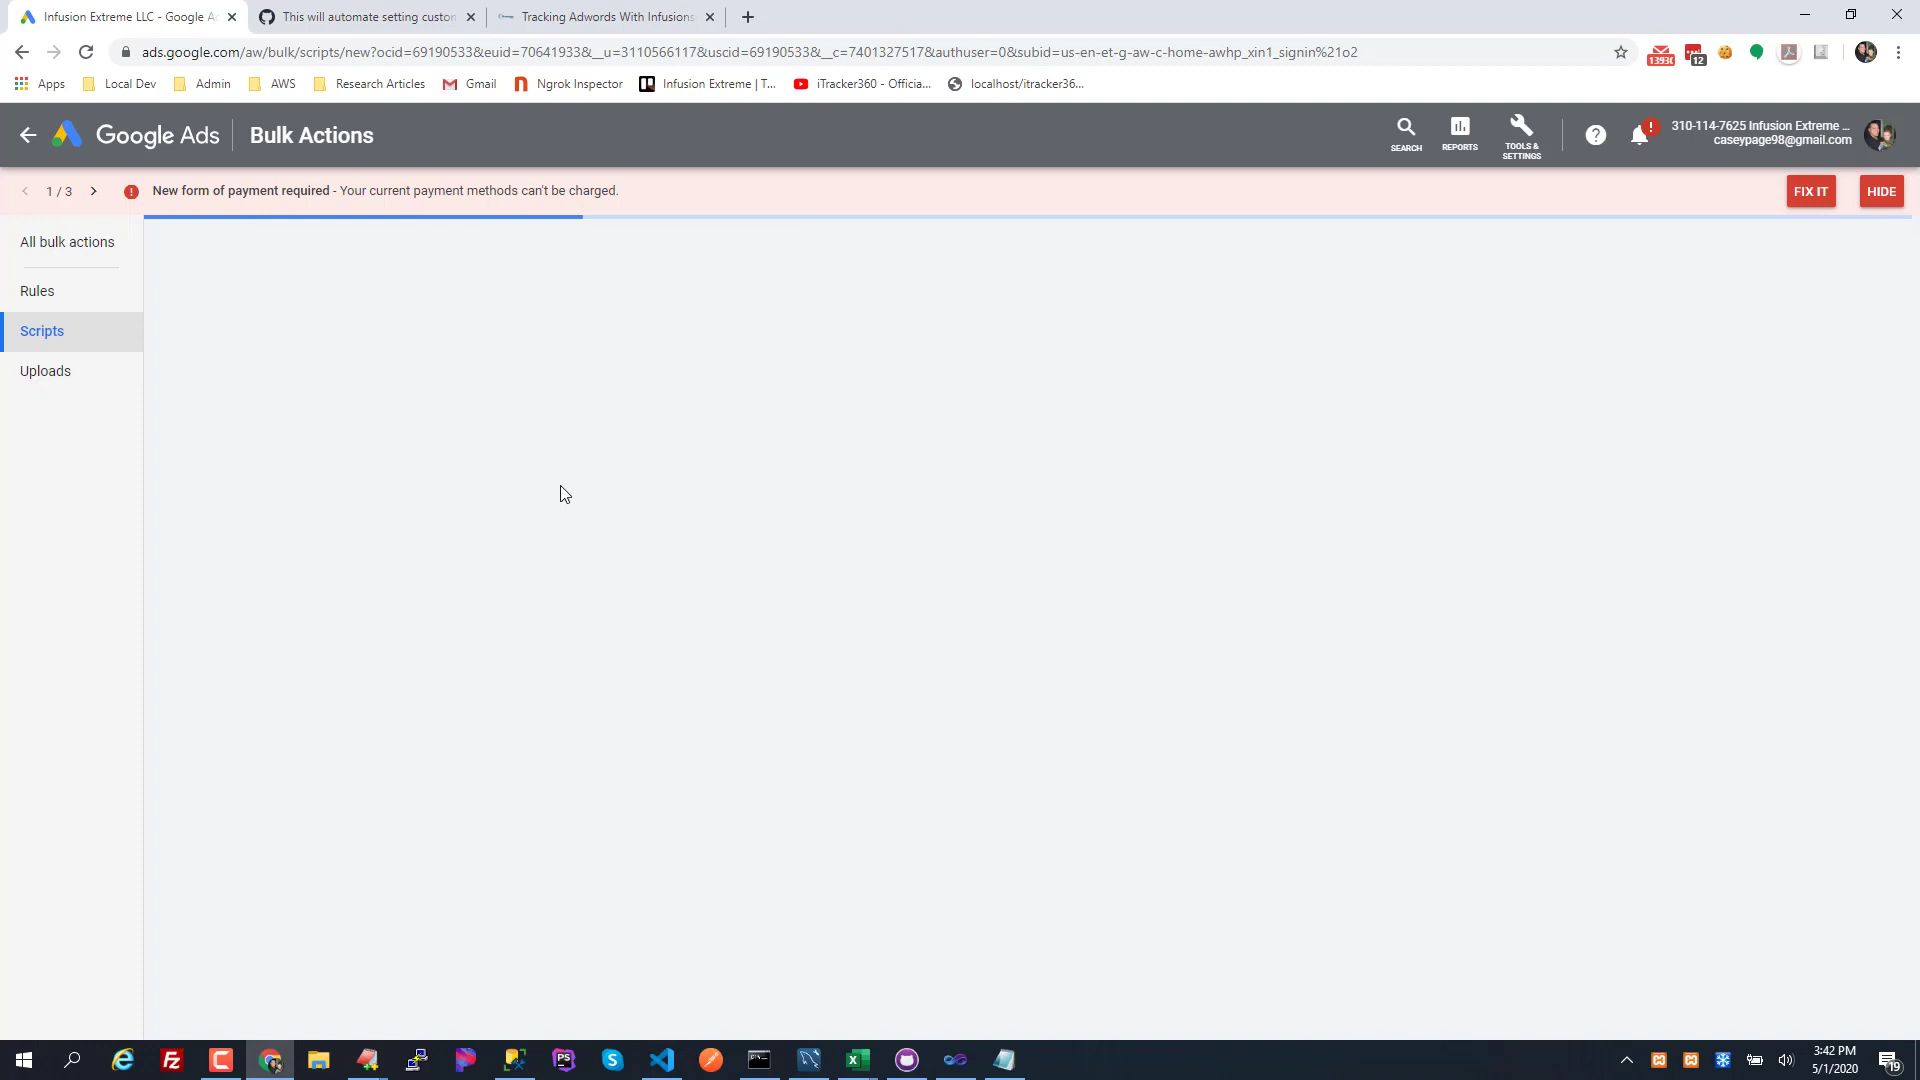 Infusion Extreme LLC - Google A
This will automate setting custon
Tracking Adwords With Infusions
ads.google.com/aw/bulk/scripts/new?ocid=69190533&euid=70641933&__u=3110566117&uscid=69190533&__c=7401327517&authuser=0&subid=us-en-et-g-aw-c-home-awhp_xin1_signin%21o2
1393(
12
Apps
Local Dev
Admin
AWS
Research Articles
Gmail
Ngrok Inspector
Infusion Extreme | T...
iTracker360 - Officia...
localhost/itracker36...
Google Ads
Bulk Actions
SEARCH
REPORTS
TOOLS &
SETTINGS
310-114-7625 Infusion Extreme ...
caseypage98@gmail.com
1 / 3
New form of payment required - Your current payment methods can't be charged.
FIX IT
HIDE
All bulk actions
Rules
Scripts
Uploads
3:42 PM
5/1/2020
19